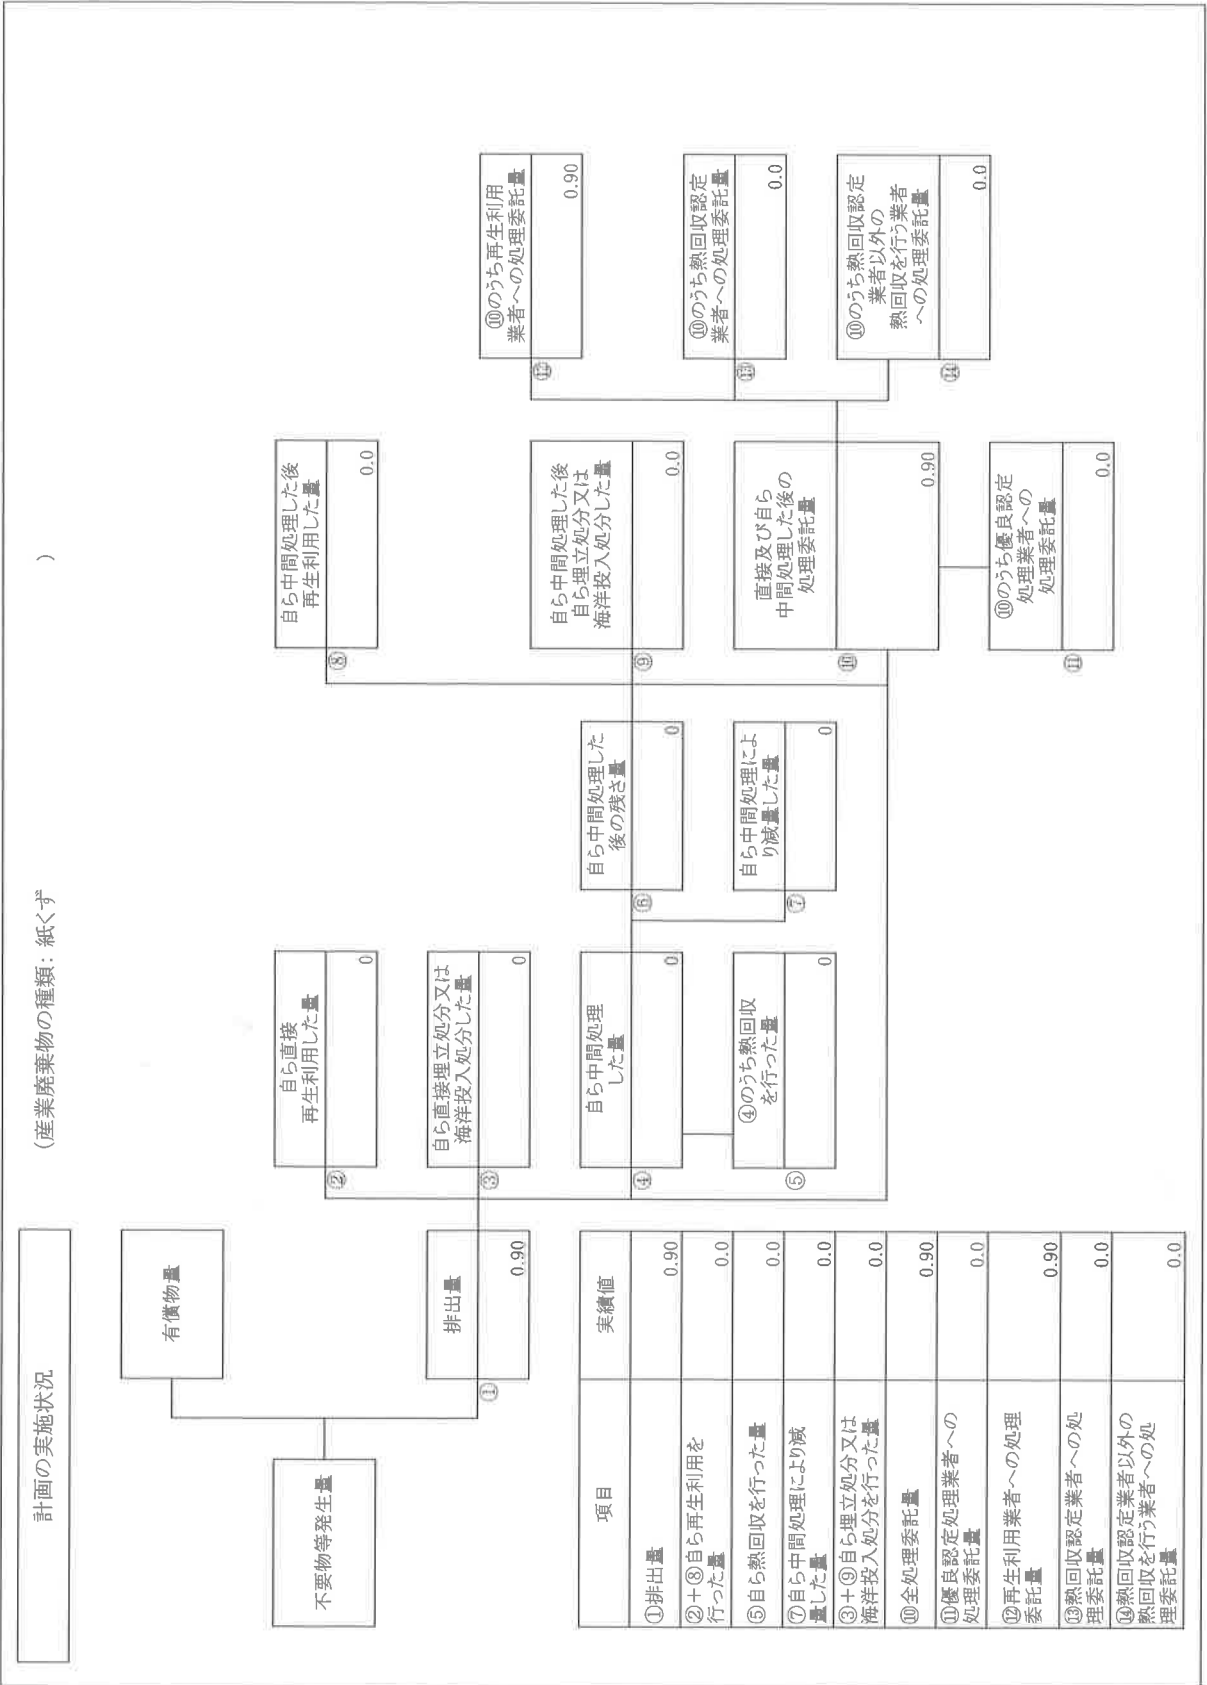 計画の実施状況
(産業廃棄物の種類: 紙くず )
不要物等発生量
有償物量
排出量
①
0.90
自ら直接
再生利用した量
②
0
自ら直接埋立処分又は
海洋投入処分した量
③
0
自ら中間処理
した量
④
0
④のうち熱回収
を行った量
⑤
0
自ら中間処理した
後の残さ量
⑥
0
自ら中間処理によ
り減量した量
⑦
0
自ら中間処理した後
再生利用した量
⑧
0.0
自ら中間処理した後
自ら埋立処分又は
海洋投入処分した量
⑨
0.0
直接及び自ら
中間処理した後の
処理委託量
⑩
0.90
⑩のうち優良認定
処理業者への
処理委託量
⑪
0.0
⑩のうち再生利用
業者への処理委託量
⑫
0.90
⑩のうち熱回収認定
業者への処理委託量
⑬
0.0
⑩のうち熱回収認定
業者以外の
熱回収を行う業者
への処理委託量
⑭
0.0
項目 実績値
①排出量 0.90
②+⑧自ら再生利用を
行った量 0.0
⑤自ら熱回収を行った量 0.0
⑦自ら中間処理により減
量した量 0.0
③+⑨自ら埋立処分又は
海洋投入処分を行った量 0.0
⑩全処理委託量 0.90
⑪優良認定処理業者への
処理委託量 0.0
⑫再生利用業者への処理
委託量 0.90
⑬熱回収認定業者への処
理委託量 0.0
⑭熱回収認定業者以外の
熱回収を行う業者への処
理委託量 0.0